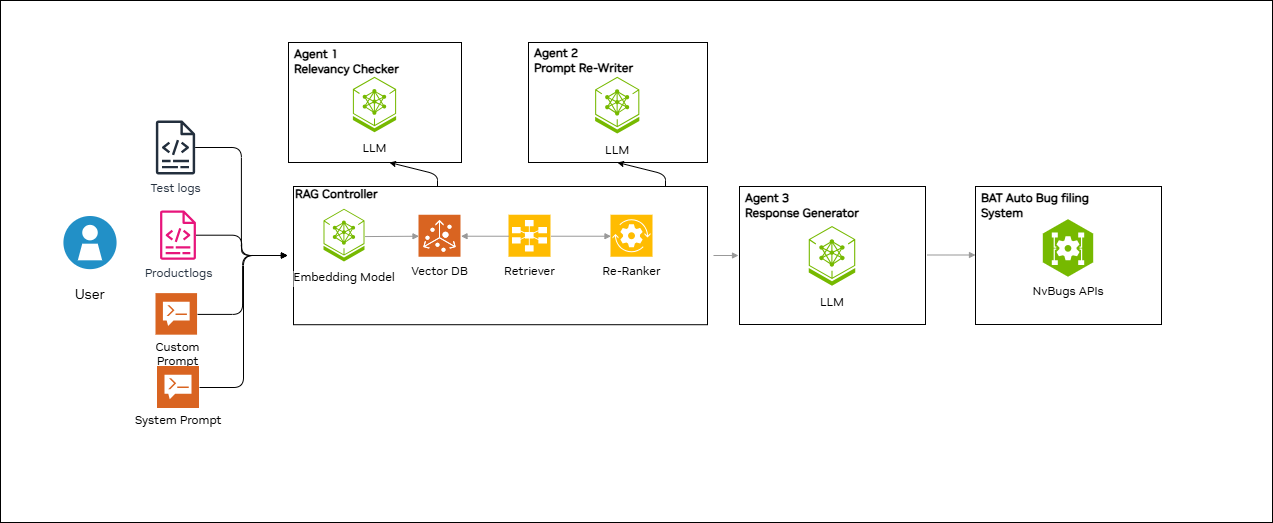 Agent 1
Relevancy Checker
LLM
Agent 2
Prompt Re-Writer
LLM
Test logs
Productlogs
User
Custom
Prompt
System Prompt
RAG Controller
Embedding Model
Vector DB
Retriever
Re-Ranker
Agent 3
Response Generator
LLM
BAT Auto Bug filing
System
NvBugs APIs